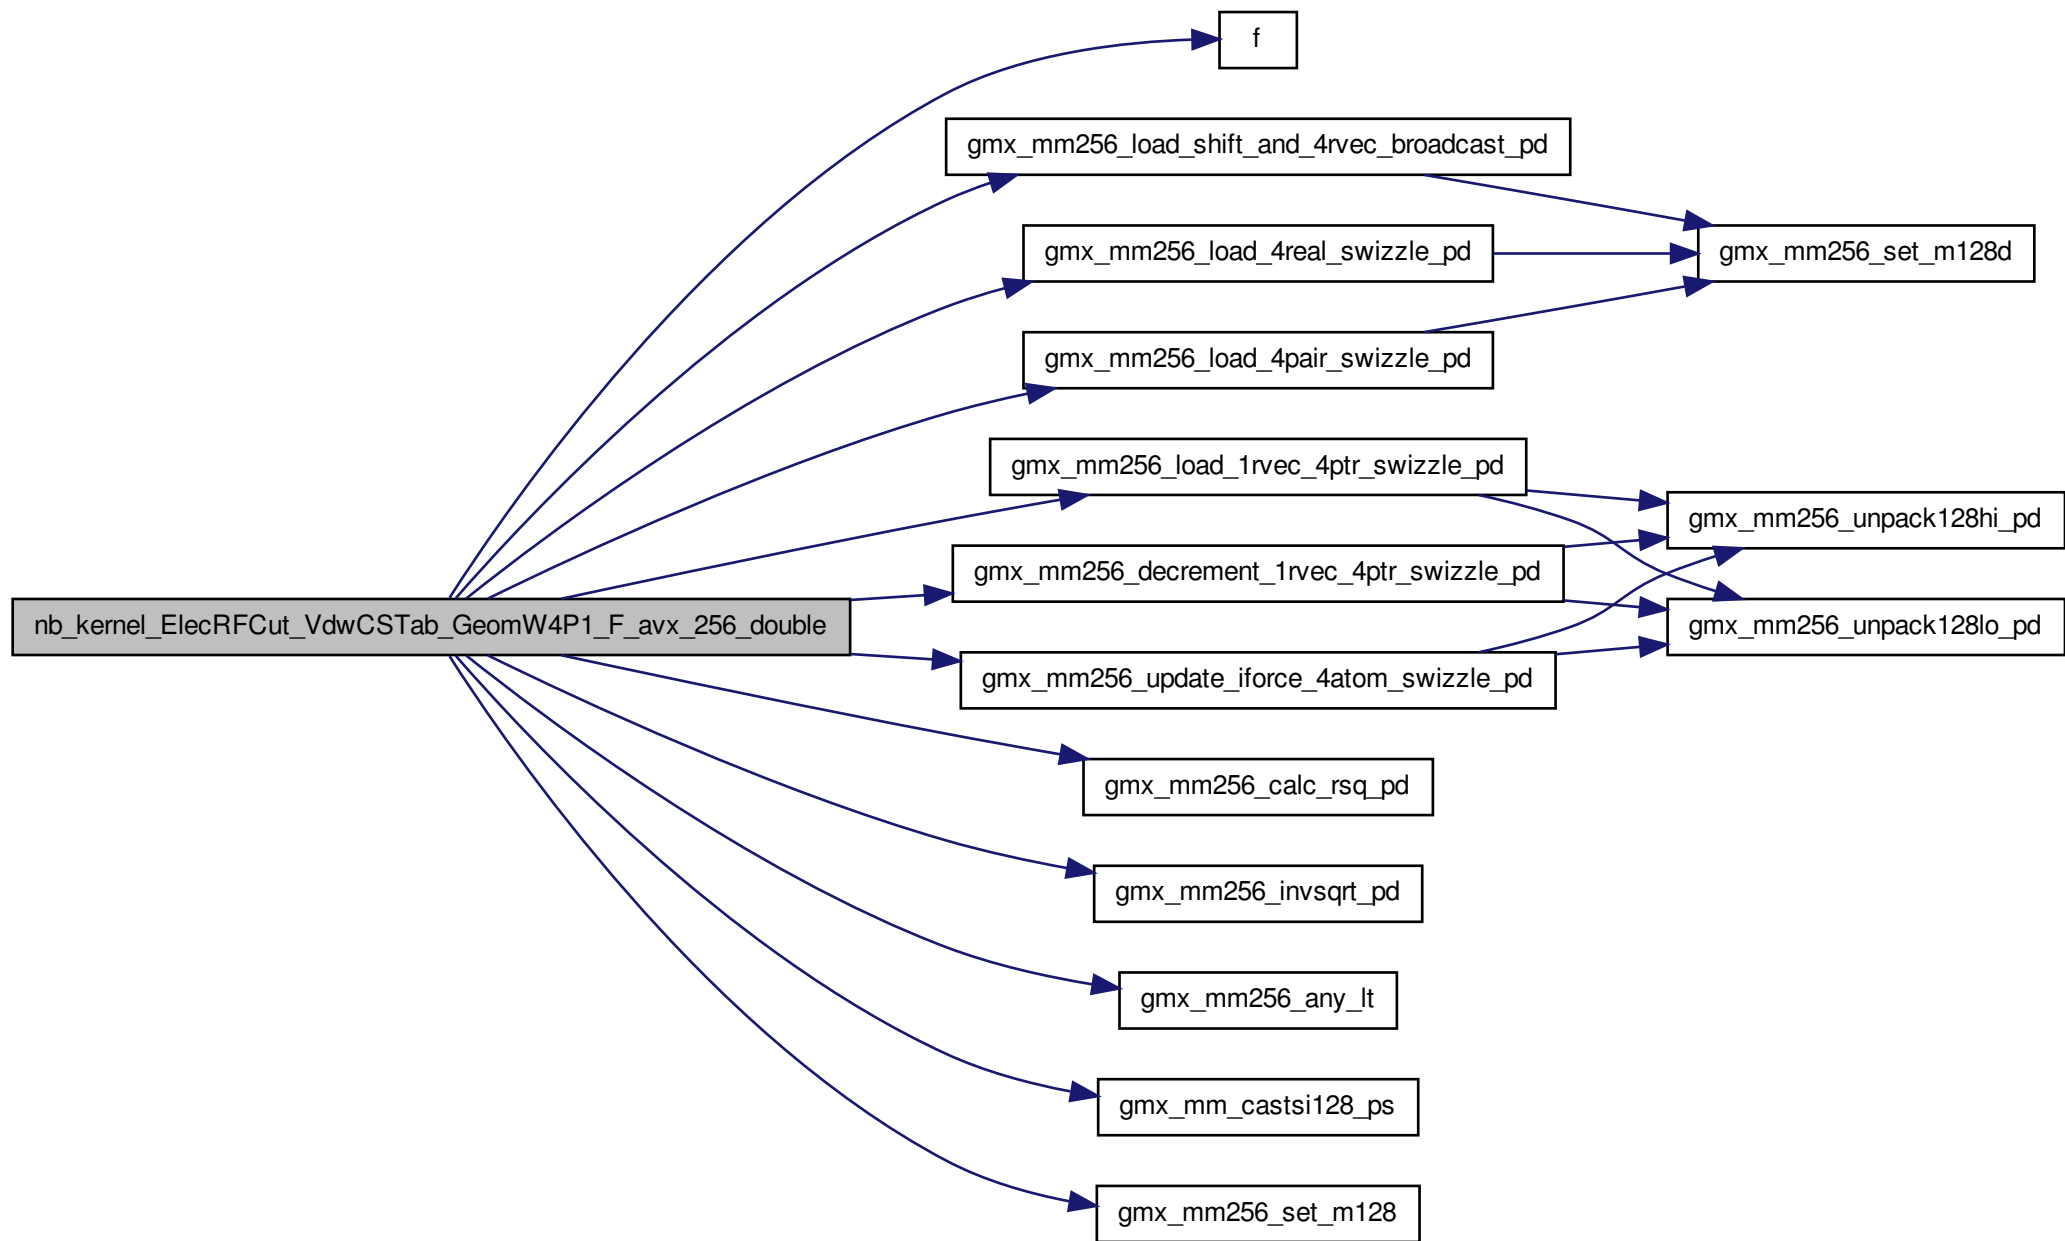 f
gmx_mm256_load_shift_and_4rvec_broadcast_pd
gmx_mm256_load_4real_swizzle_pd
gmx_mm256_set_m128d
gmx_mm256_load_4pair_swizzle_pd
gmx_mm256_load_1rvec_4ptr_swizzle_pd
gmx_mm256_unpack128hi_pd
gmx_mm256_decrement_1rvec_4ptr_swizzle_pd
nb_kernel_ElecRFCut_VdwCSTab_GeomW4P1_F_avx_256_double
gmx_mm256_unpack128lo_pd
gmx_mm256_update_iforce_4atom_swizzle_pd
gmx_mm256_calc_rsq_pd
gmx_mm256_invsqrt_pd
gmx_mm256_any_lt
gmx_mm_castsi128_ps
gmx_mm256_set_m128